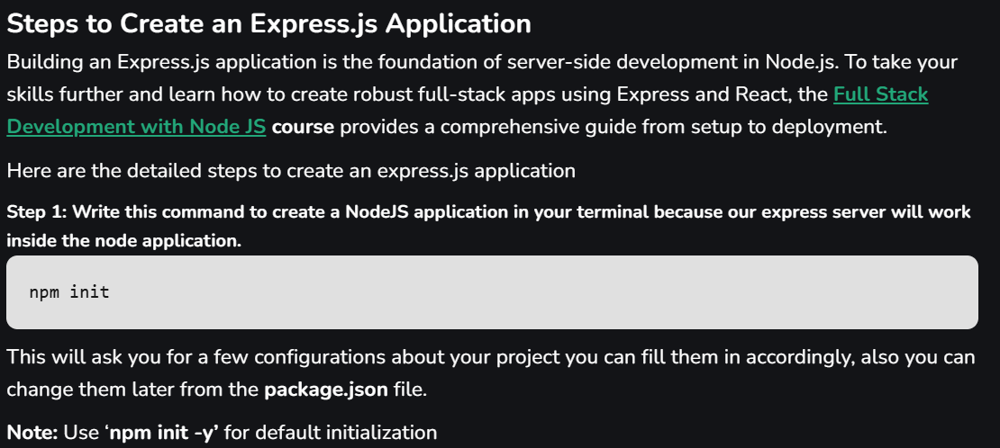 Steps to Create an Express.js Application
Building an Express.js application is the foundation of server-side development in Node.js. To take your
skills further and learn how to create robust full-stack apps using Express and React, the Full Stack
Development with Node JS course provides a comprehensive guide from setup to deployment.
Here are the detailed steps to create an express.js application
Step 1: Write this command to create a NodeJS application in your terminal because our express server will work
inside the node application.
npm init
This will ask you for a few configurations about your project you can fill them in accordingly, also you can
change them later from the package.json file.
Note: Use ‘npm init -y’ for default initialization